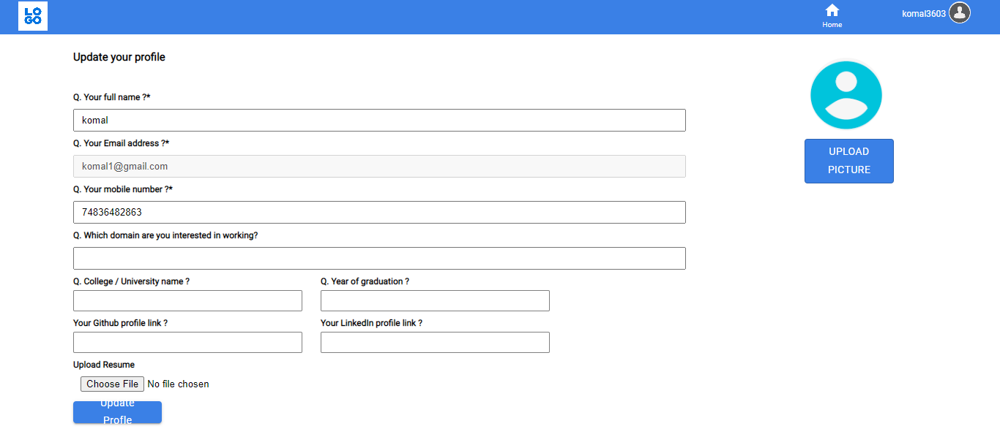 LO
GO
Home
komal3603
Update your profile
Q. Your full name ?*
komal
Q. Your Email address ?*
komal1@gmail.com
UPLOAD
PICTURE
Q. Your mobile number ?*
74836482863
Q. Which domain are you interested in working?
Q. College / University name ?
Q. Year of graduation ?
Your Github profile link ?
Your LinkedIn profile link ?
Upload Resume
Choose File No file chosen
Update
Profle